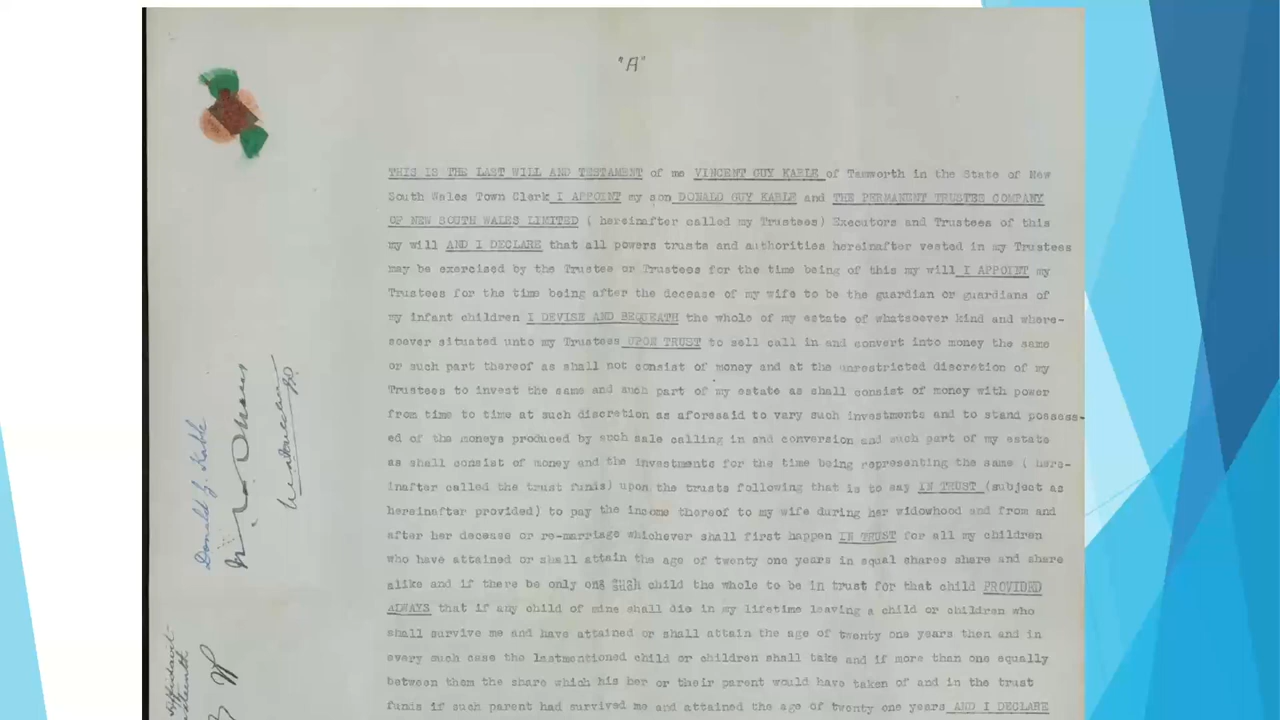 "A"
THIS IS THE LAST WILL AND TESTAMENT of me VINCENT GUY KABLE of Tamworth in the State of New
South Wales Town Clerk I APPOINT my son DONALD GUY KABLE and THE PERMANENT TRUSTEE COMPANY
OF NEW SOUTH WALES LIMITED ( hereinafter called my Trustees) Executors and Trustees of this
my will AND I DECLARE that all powers trusts and authorities hereinafter vested in my Trustees
may be exercised by the Trustee or Trustees for the time being of this my will I APPOINT my
Trustees for the time being after the decease of my wife to be the guardian or guardians of
my infant children I DEVISE AND BEQUEATH the whole of my estate of whatsoever kind and where-
soever situated unto my Trustees UPON TRUST to sell call in and convert into money the same
or such part thereof as shall not consist of money and at the unrestricted discretion of my
Trustees to invest the same and such part of my estate as shall consist of money with power
from time to time at such discretion as aforesaid to vary such investments and to stand possess-
ed of the moneys produced by such sale calling in and conversion and such part of my estate
as shall consist of money and the investments for the time being representing the same ( here-
inafter called the trust funds) upon the trusts following that is to say IN TRUST (subject as
hereinafter provided) to pay the income thereof to my wife during her widowhood and from and
after her decease or re-marriage whichever shall first happen IN TRUST for all my children
who have attained or shall attain the age of twenty one years in equal shares share and share
alike and if there be only one such child the whole to be in trust for that child PROVIDED
ALWAYS that if any child of mine shall die in my lifetime leaving a child or children who
shall survive me and have attained or shall attain the age of twenty one years then and in
every such case the lastmentioned child or children shall take and if more than one equally
between them the share which his her or their parent would have taken of and in the trust
funds if such parent had survived me and attained the age of twenty one years AND I DECLARE
Donald G. Kable